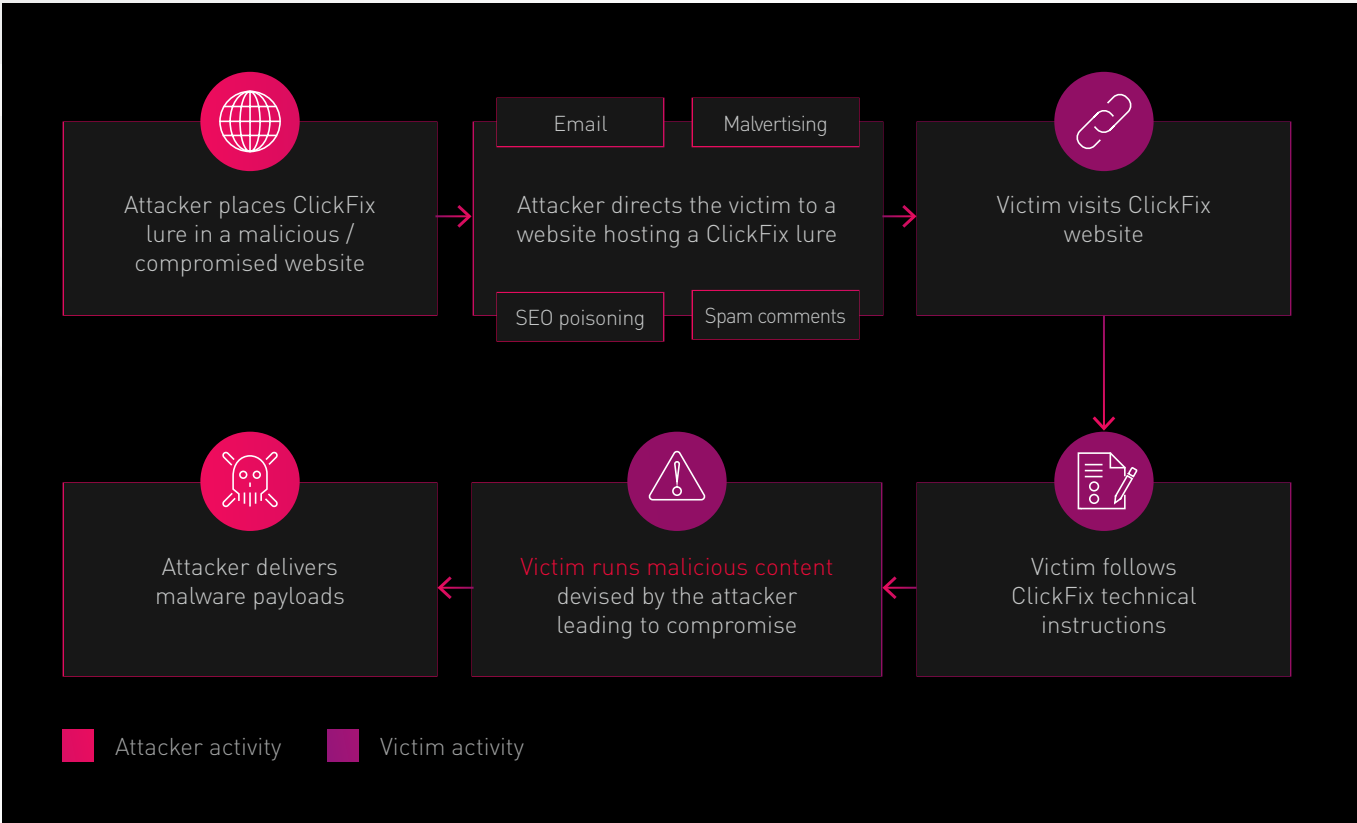 Attacker places ClickFix
lure in a malicious /
compromised website
Email
Malvertising
Attacker directs the victim to a
website hosting a ClickFix lure
SEO poisoning
Spam comments
Victim visits ClickFix
website
Victim follows
ClickFix technical
instructions
Victim runs malicious content
devised by the attacker
leading to compromise
Attacker delivers
malware payloads
Attacker activity
Victim activity